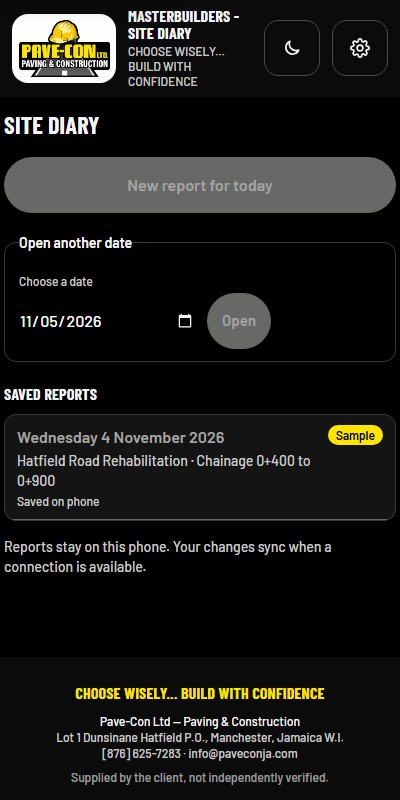 PAVE-CON LTD.
PAVING & CONSTRUCTION
MASTERBUILDERS -
SITE DIARY
CHOOSE WISELY...
BUILD WITH
CONFIDENCE
SITE DIARY
New report for today
Open another date
Choose a date
11/05/2026
Open
SAVED REPORTS
Wednesday 4 November 2026
Sample
Hatfield Road Rehabilitation · Chainage 0+400 to
0+900
Saved on phone
Reports stay on this phone. Your changes sync when a
connection is available.
CHOOSE WISELY... BUILD WITH CONFIDENCE
Pave-Con Ltd — Paving & Construction
Lot 1 Dunsinane Hatfield P.O., Manchester, Jamaica W.I.
[876] 625-7283 · info@paveconja.com
Supplied by the client, not independently verified.